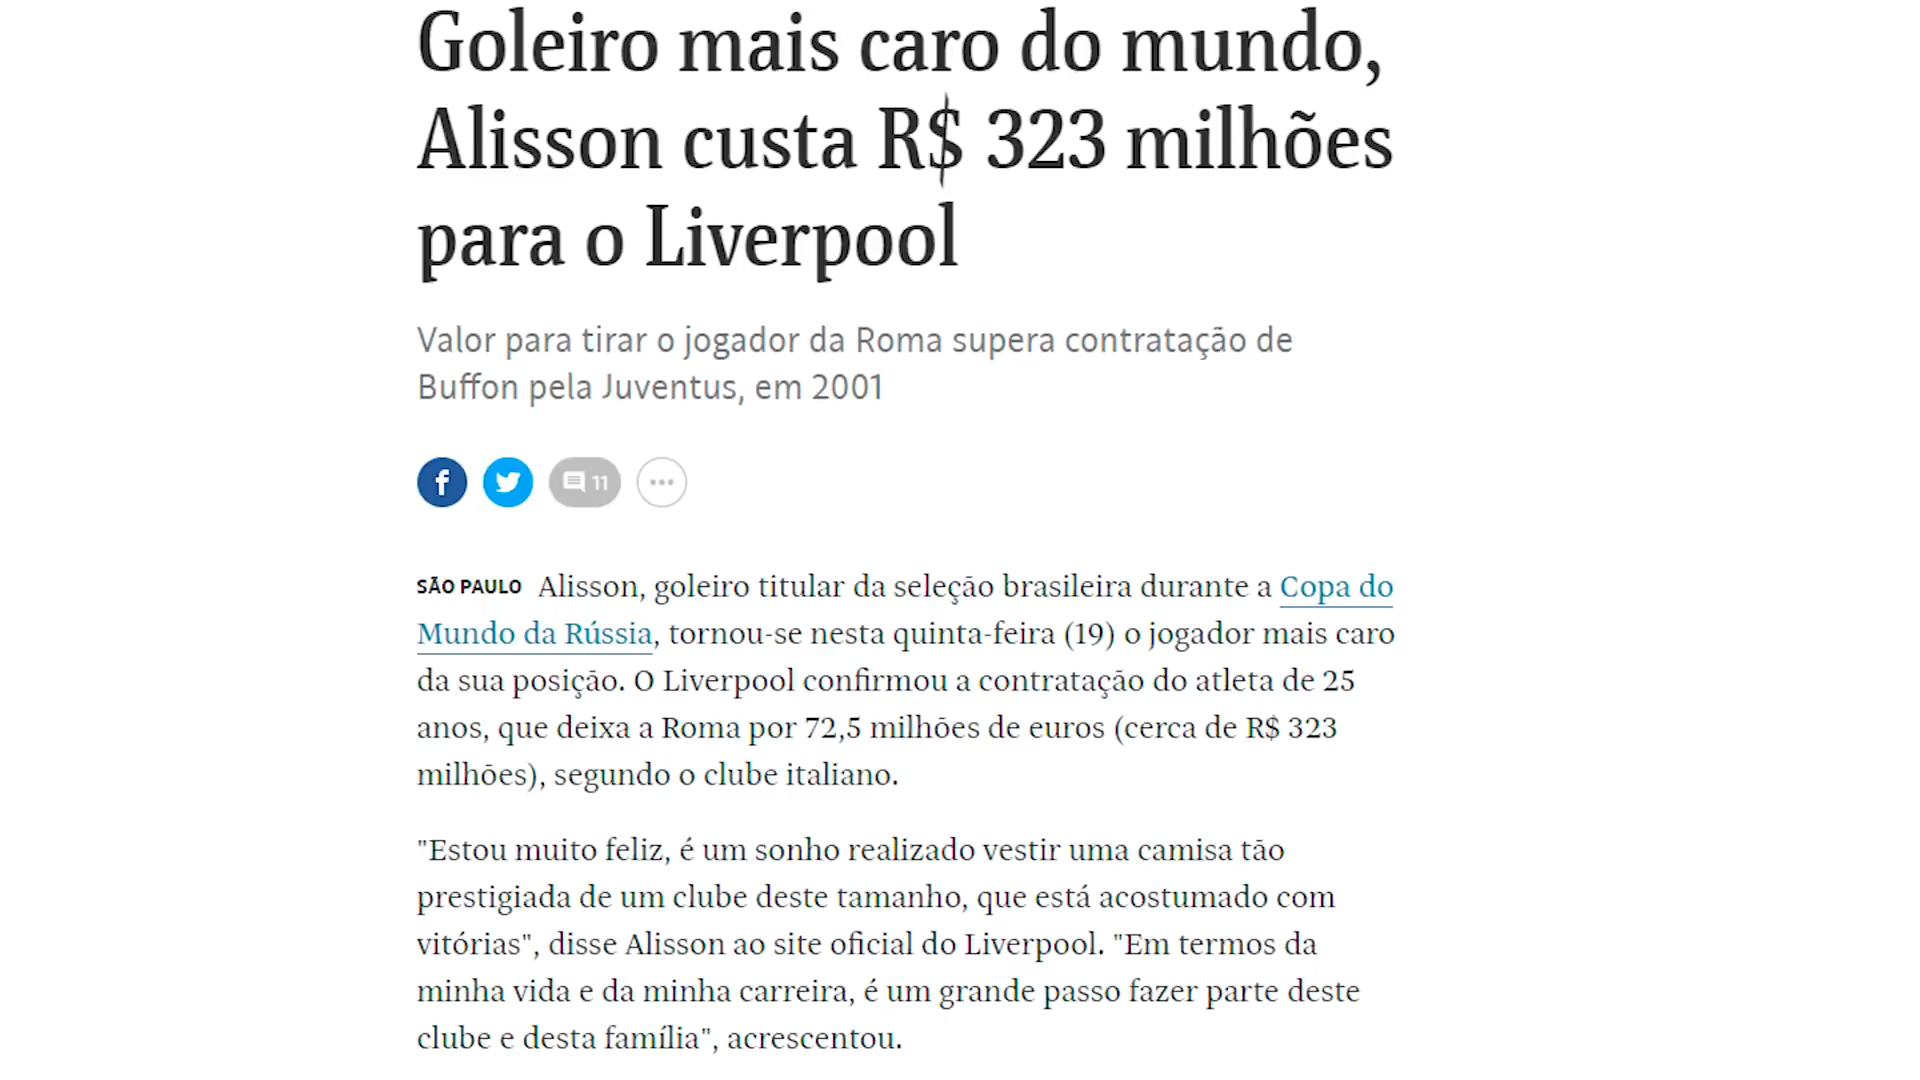 Goleiro mais caro do mundo,
Alisson custa R$ 323 milhões
para o Liverpool
Valor para tirar o jogador da Roma supera contratação de
Buffon pela Juventus, em 2001
11
SÃO PAULO Alisson, goleiro titular da seleção brasileira durante a Copa do
Mundo da Rússia, tornou-se nesta quinta-feira (19) o jogador mais caro
da sua posição. O Liverpool confirmou a contratação do atleta de 25
anos, que deixa a Roma por 72,5 milhões de euros (cerca de R$ 323
milhões), segundo o clube italiano.
"Estou muito feliz, é um sonho realizado vestir uma camisa tão
prestigiada de um clube deste tamanho, que está acostumado com
vitórias", disse Alisson ao site oficial do Liverpool. "Em termos da
minha vida e da minha carreira, é um grande passo fazer parte deste
clube e desta família", acrescentou.